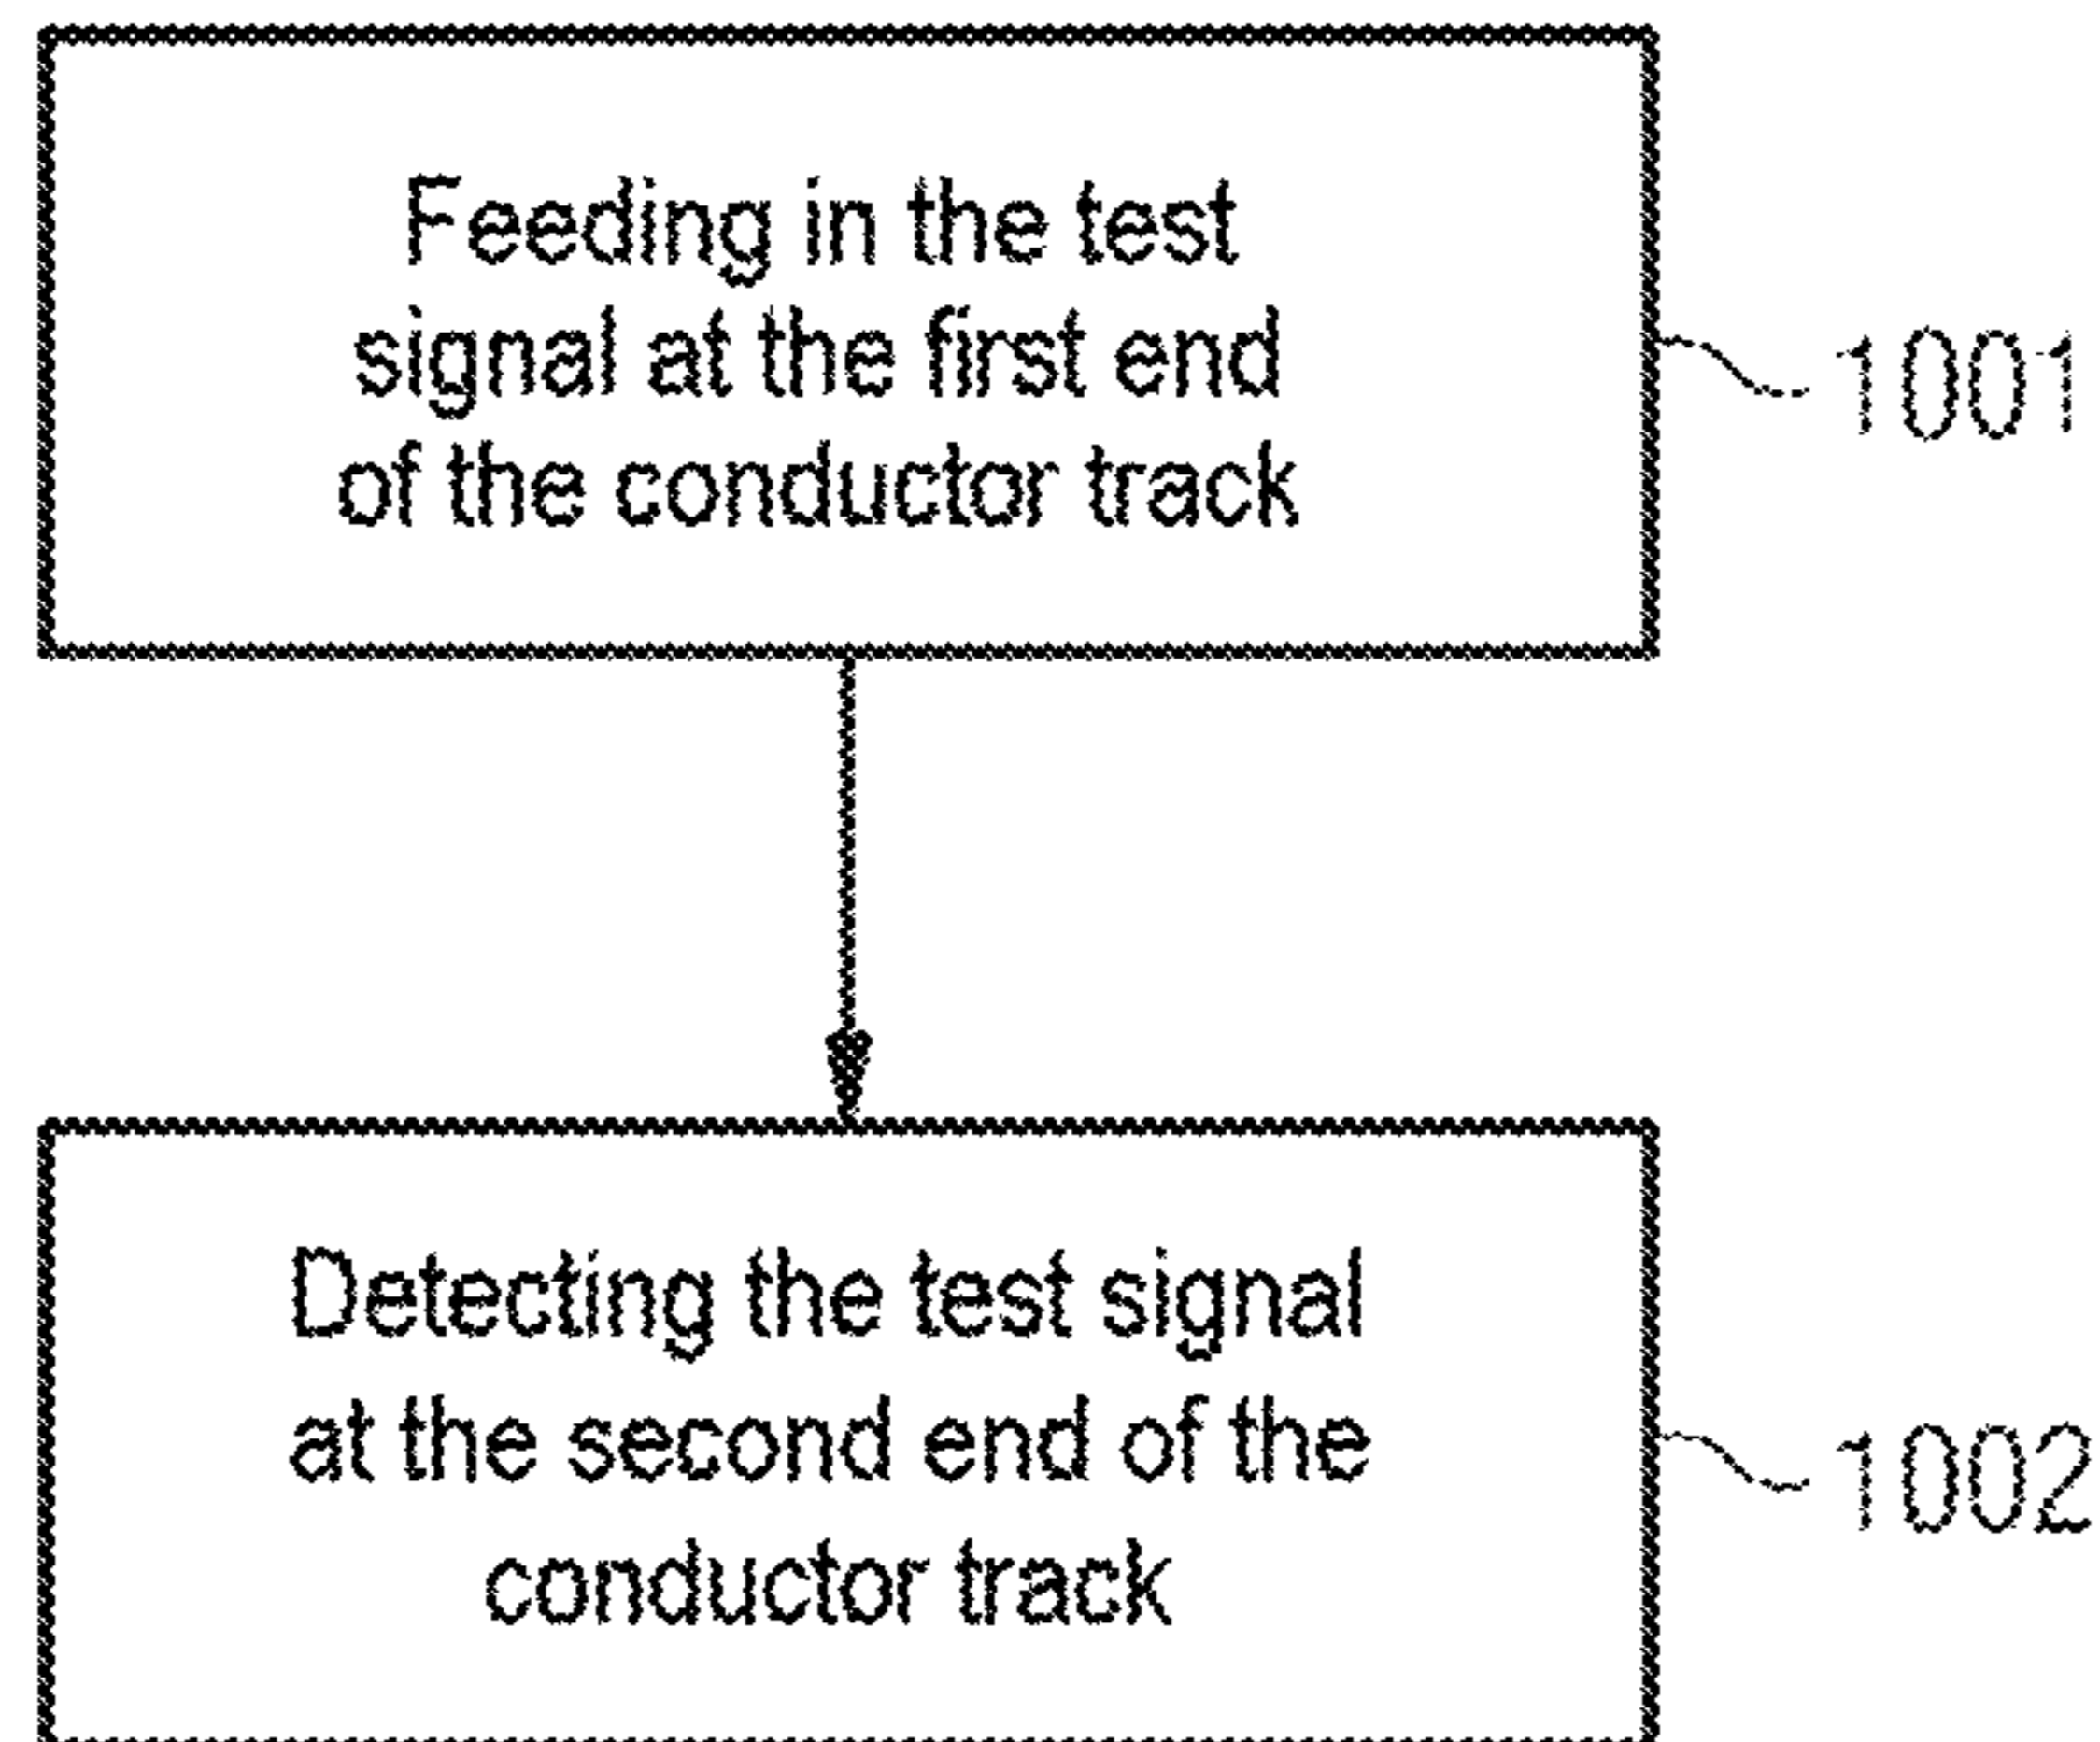 Feeding in the test
signal at the first end
of the conductor track
1001
Detecting the test signal
at the second end of the
conductor track
1002